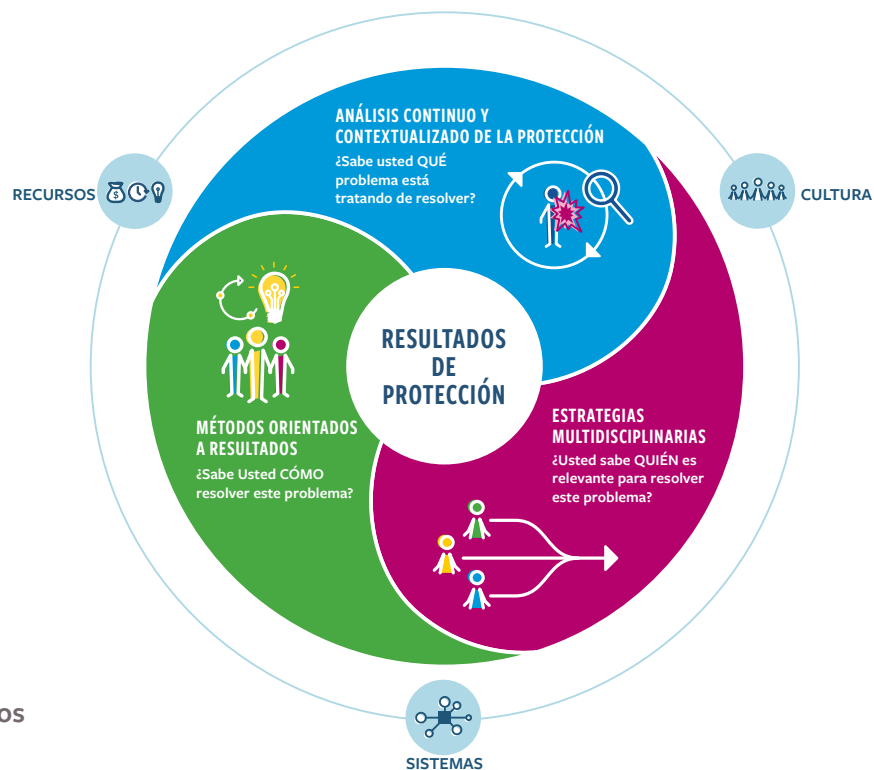 ANÁLISIS CONTINUO Y
CONTEXTUALIZADO DE LA PROTECCIÓN
¿Sabe usted QUÉ
problema está
tratando de resolver?
RECURSOS
$
CULTURA
RESULTADOS
DE
PROTECCIÓN
MÉTODOS ORIENTADOS
A RESULTADOS
¿Sabe Usted CÓMO
resolver este problema?
ESTRATEGIAS
MULTIDISCIPLINARIAS
¿Usted sabe QUIÉN es
relevante para resolver
este problema?
os
SISTEMAS